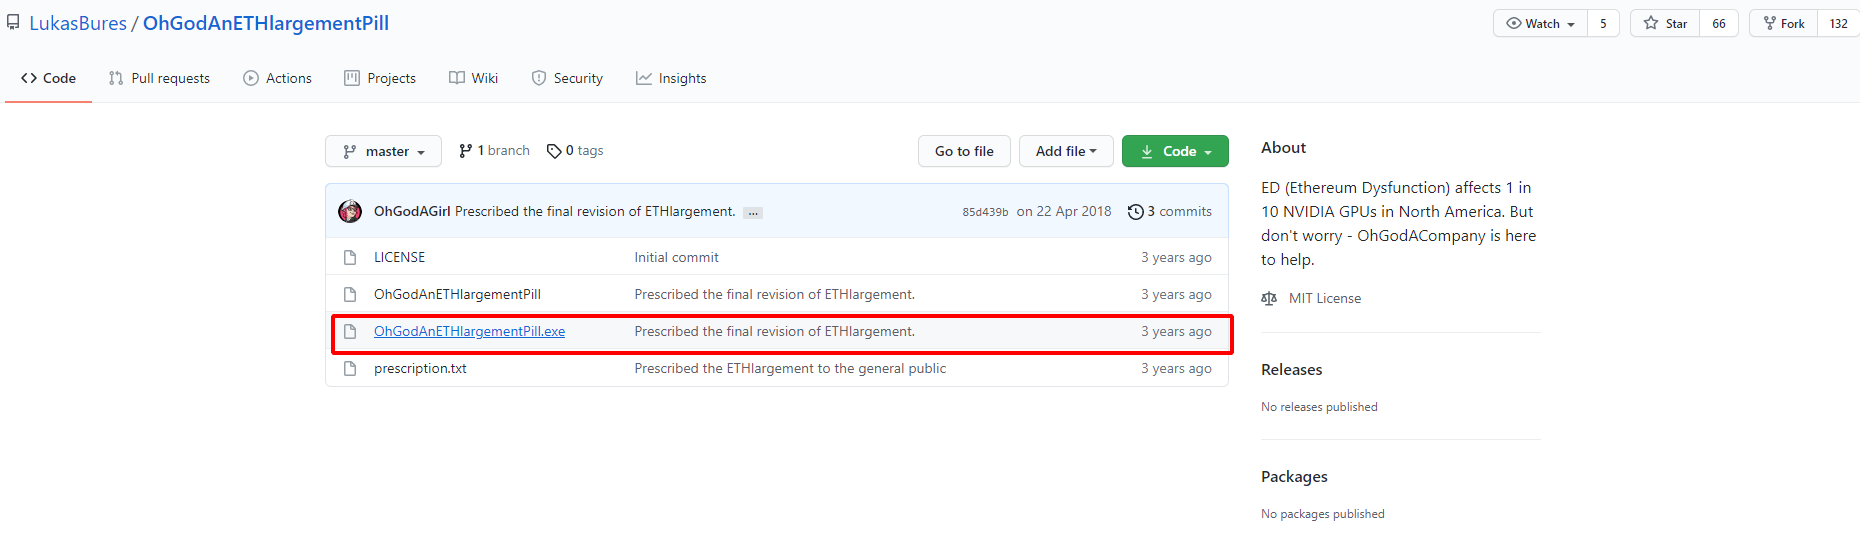 LukasBures / OhGodAnETHlargementPill
Watch 5 Star 66 Fork 132
Code Pull requests Actions Projects Wiki Security Insights
master 1 branch 0 tags Go to file Add file Code
OhGodAGirl Prescribed the final revision of ETHlargement. ... 85d439b on 22 Apr 2018 3 commits
LICENSE Initial commit 3 years ago
OhGodAnETHlargementPill Prescribed the final revision of ETHlargement. 3 years ago
OhGodAnETHlargementPill.exe Prescribed the final revision of ETHlargement. 3 years ago
prescription.txt Prescribed the ETHlargement to the general public 3 years ago
About
ED (Ethereum Dysfunction) affects 1 in
10 NVIDIA GPUs in North America. But
don't worry - OhGodACompany is here
to help.
MIT License
Releases
No releases published
Packages
No packages published